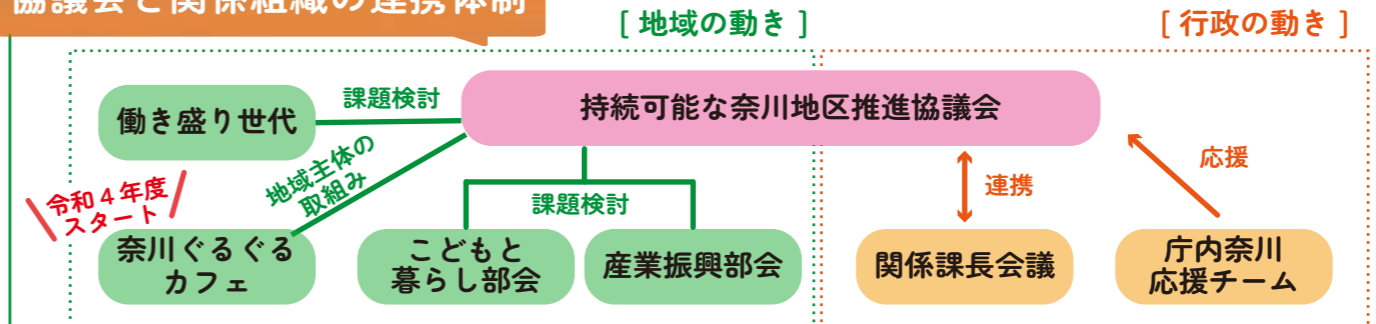 協議会と関係組織の連携体制
[ 地域の動き ]
[ 行政の動き ]
働き盛り世代
課題検討
持続可能な奈川地区推進協議会
地域主体の
取組み
令和４年度
スタート
課題検討
連携
応援
奈川ぐるぐる
カフェ
こどもと
暮らし部会
産業振興部会
関係課長会議
庁内奈川
応援チーム